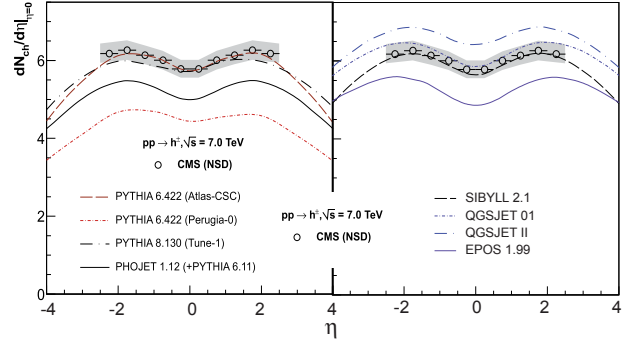 dN_ch/dη|_η=0
8
6
4
2
0
pp → h±, √s = 7.0 TeV
CMS (NSD)
PYTHIA 6.422 (Atlas-CSC)
PYTHIA 6.422 (Perugia-0)
PYTHIA 8.130 (Tune-1)
PHOJET 1.12 (+PYTHIA 6.11)
-4 -2 0 2 4
pp → h±, √s = 7.0 TeV
CMS (NSD)
SIBYLL 2.1
QGSJET 01
QGSJET II
EPOS 1.99
-2 0 2 4
η